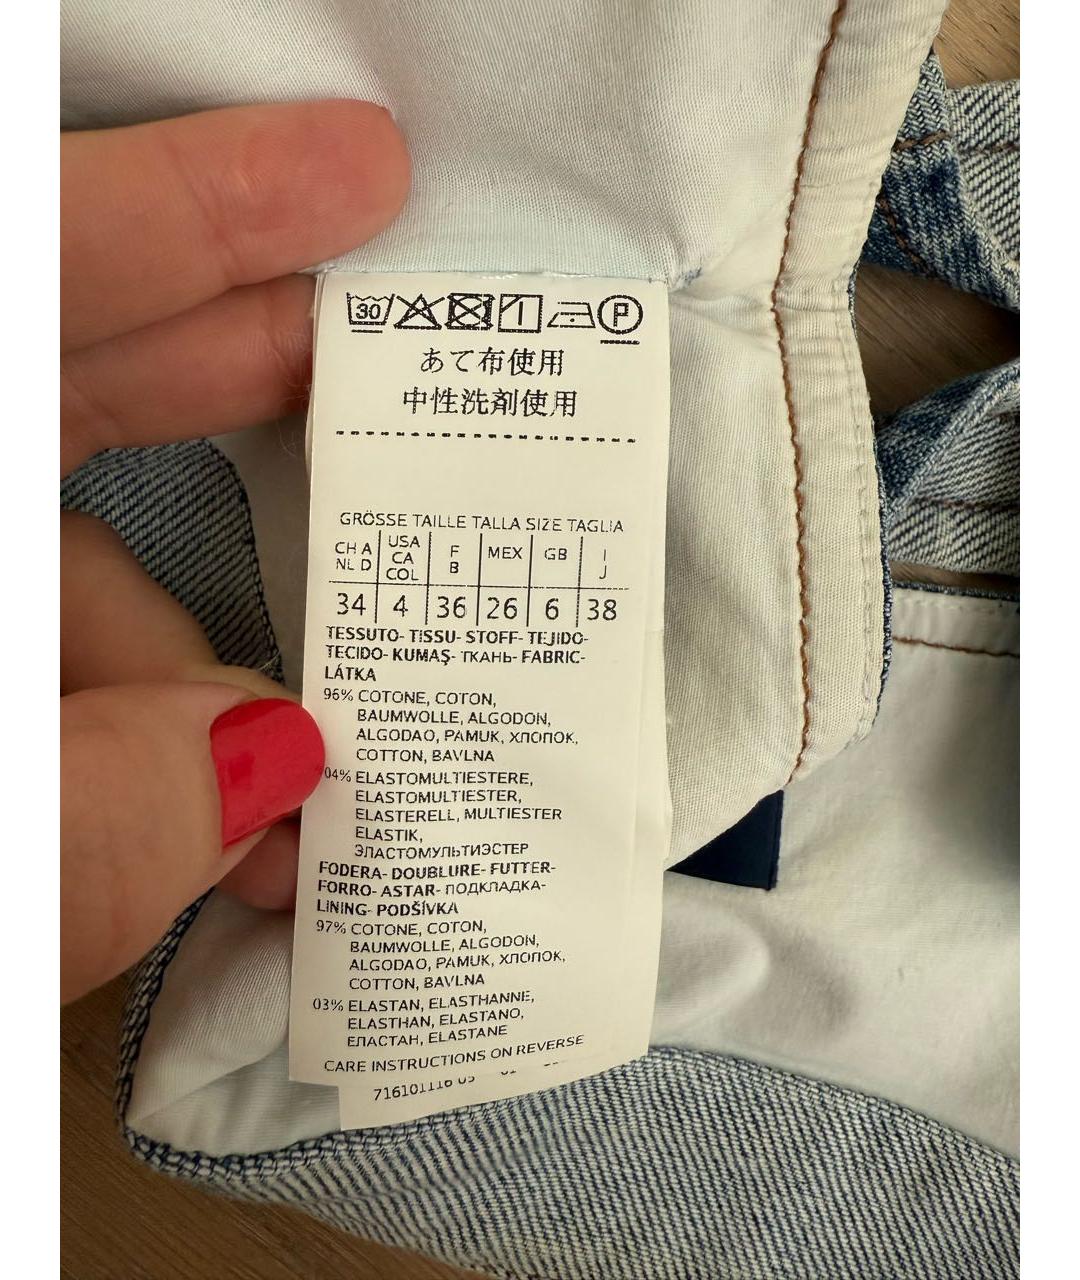 30 P
あて布使用
中性洗剤使用
GRÖSSE TAILLE TALLA SIZE TAGLIA
CH A NL D USA CA COL F B MEX GB I J
34 4 36 26 6 38
TESSUTO- TISSU- STOFF- TEJIDO-
TECIDO- KUMAŞ- ТКАНЬ- FABRIC-
LÁTKA
96% COTONE, COTON,
BAUMWOLLE, ALGODON,
ALGODAO, PAMUK, ХЛОПОК,
COTTON, BAVLNA
04% ELASTOMULTIESTERE,
ELASTOMULTIESTER,
ELASTERELL, MULTIESTER
ELASTIK,
ЭЛАСТОМУЛЬТИЭСТЕР
FODERA- DOUBLURE- FUTTER-
FORRO- ASTAR- ПОДКЛАДКА-
LINING- PODŠÍVKA
97% COTONE, COTON,
BAUMWOLLE, ALGODON,
ALGODAO, PAMUK, ХЛОПОК,
COTTON, BAVLNA
03% ELASTAN, ELASTHANNE,
ELASTHAN, ELASTANO,
ЕЛАСТАН, ELASTANE
CARE INSTRUCTIONS ON REVERSE
716101116 05